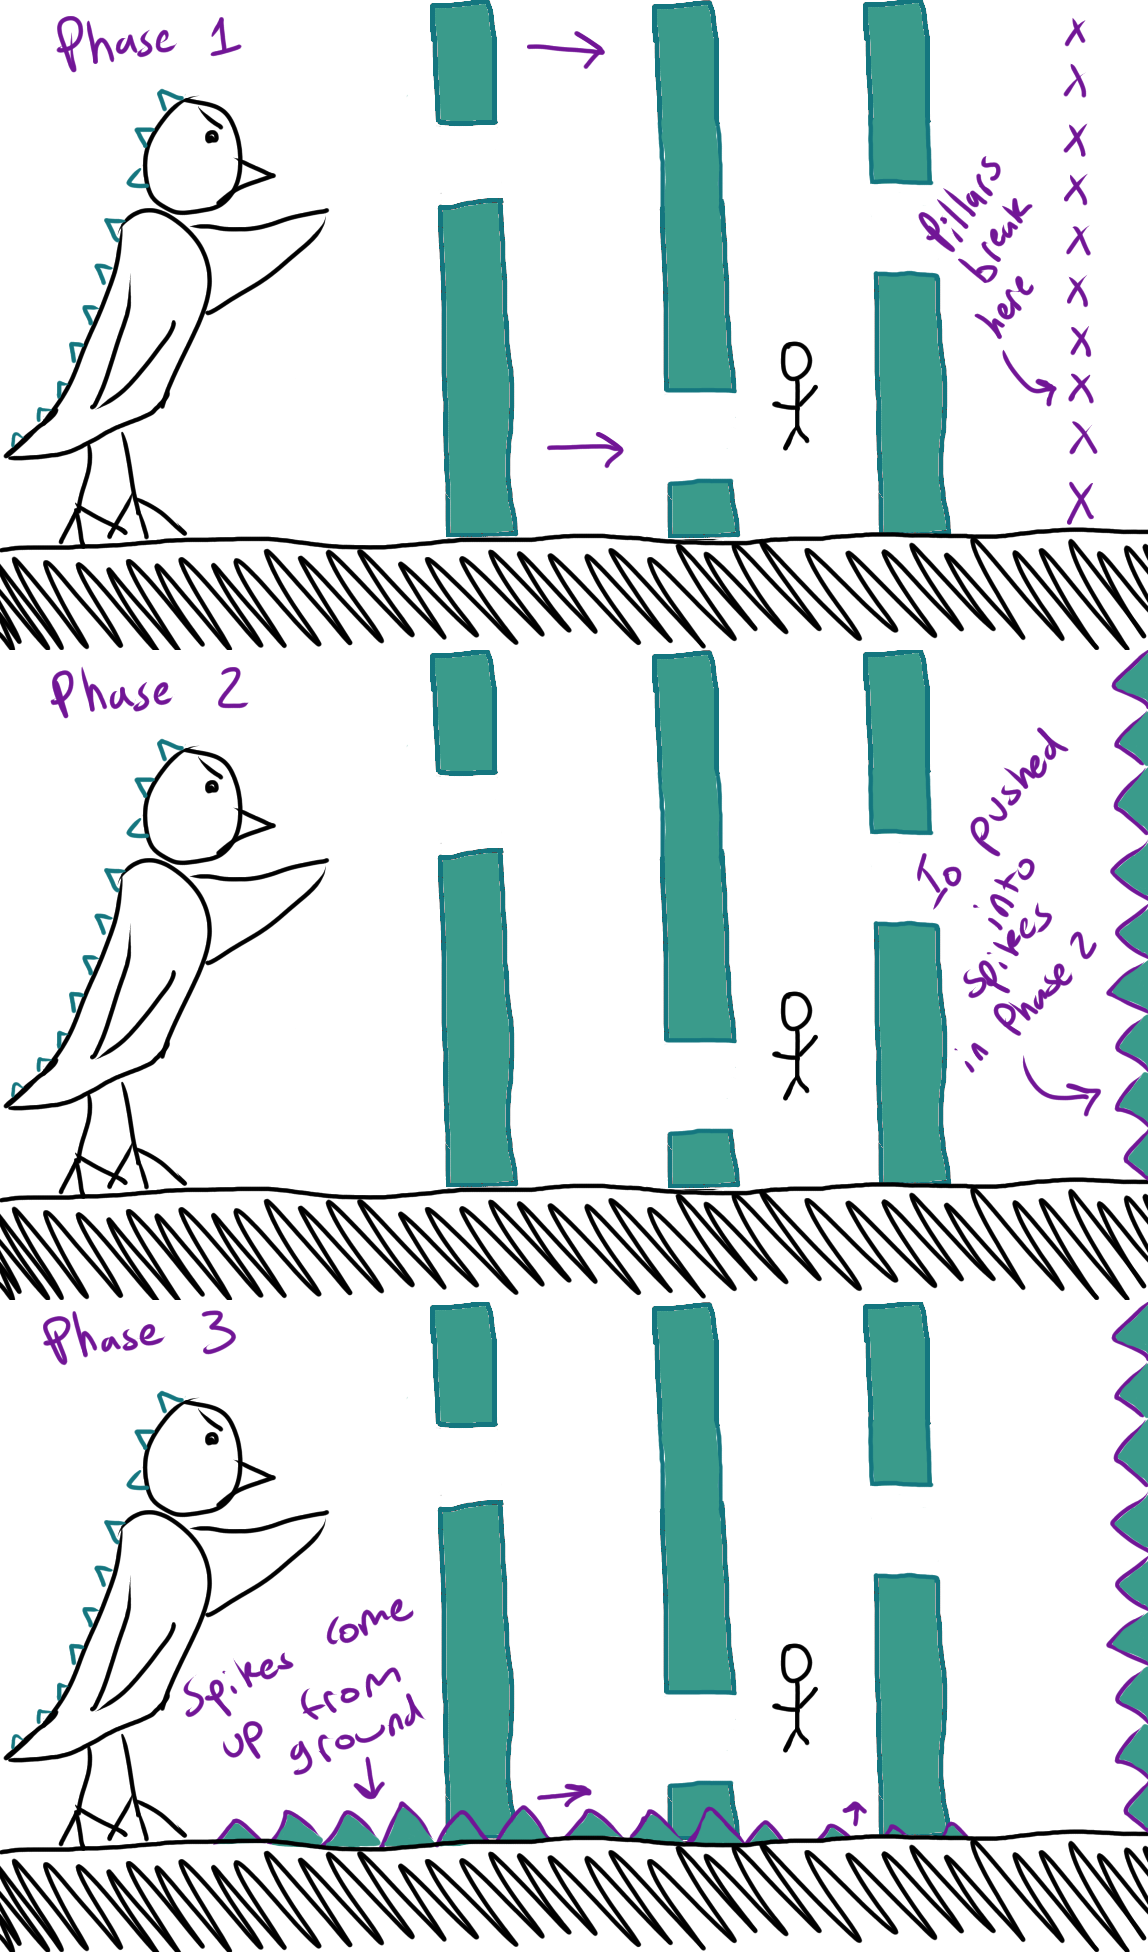 Phase 1
Pillars
break
here
x
x
x
x
x
x
x
x
x
x
Phase 2
Io pushed
into
spikes
in Phase 2
Phase 3
Spikes come
up from
ground